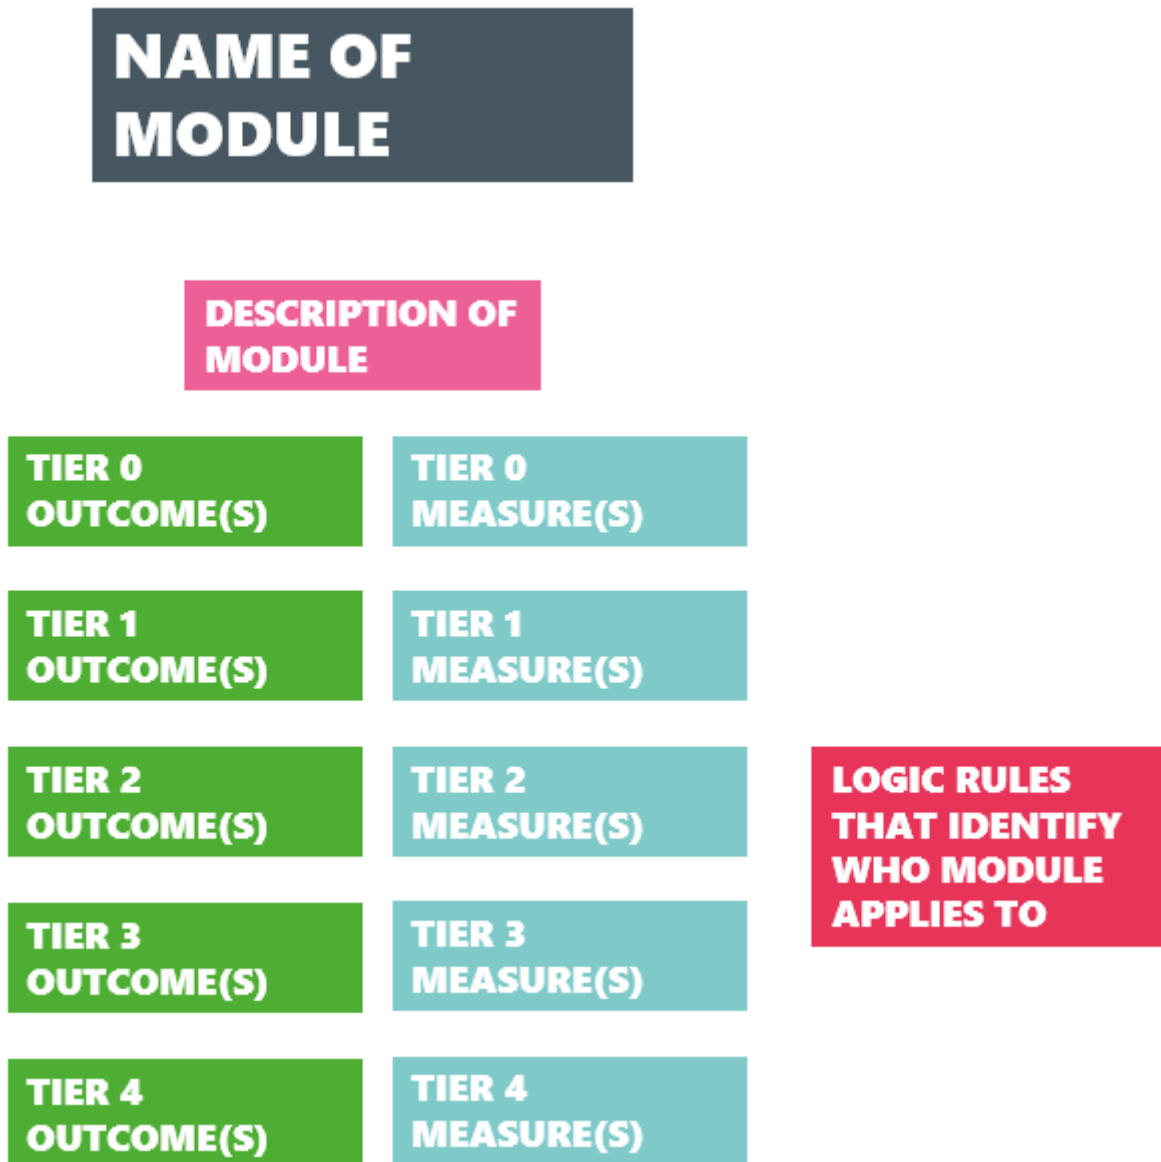 NAME OF
MODULE
DESCRIPTION OF
MODULE
TIER 0
OUTCOME(S)
TIER 0
MEASURE(S)
TIER 1
OUTCOME(S)
TIER 1
MEASURE(S)
TIER 2
OUTCOME(S)
TIER 2
MEASURE(S)
LOGIC RULES
THAT IDENTIFY
WHO MODULE
APPLIES TO
TIER 3
OUTCOME(S)
TIER 3
MEASURE(S)
TIER 4
OUTCOME(S)
TIER 4
MEASURE(S)